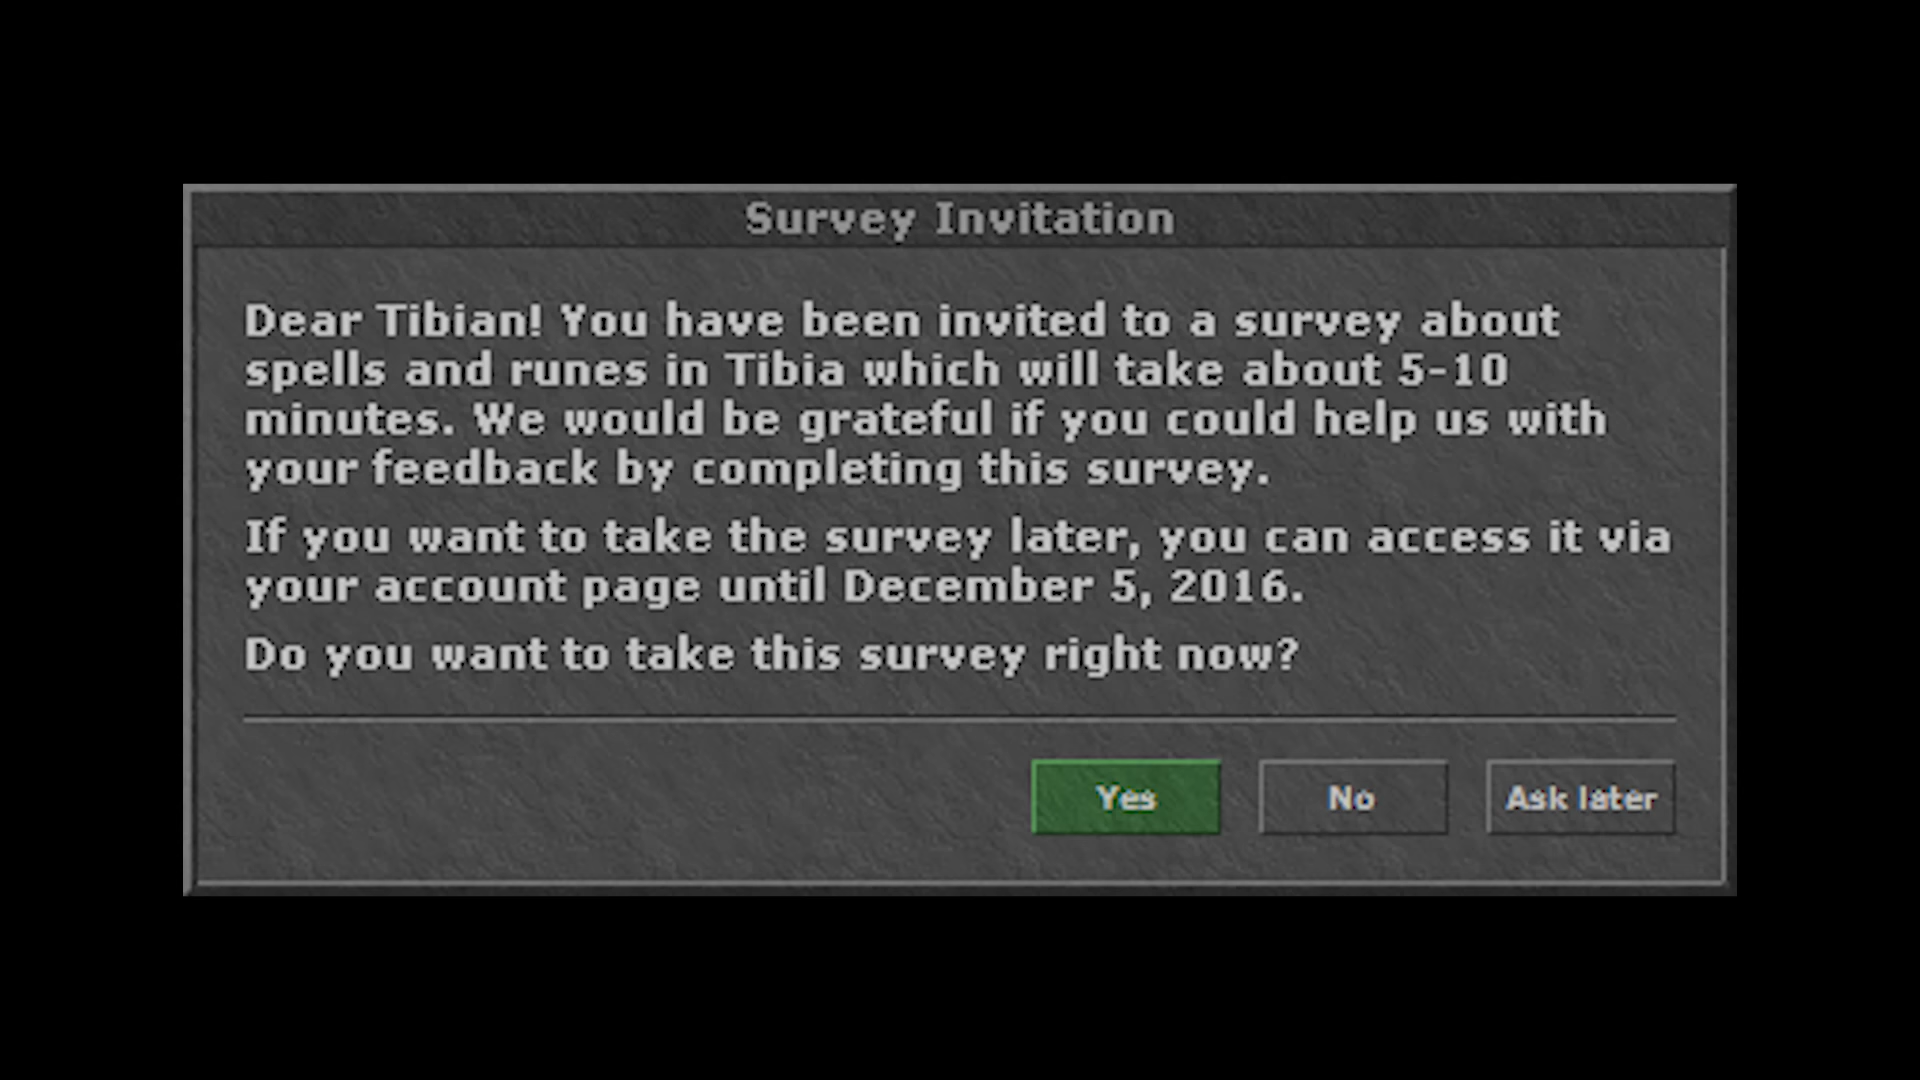 Survey Invitation
Dear Tibian! You have been invited to a survey about
spells and runes in Tibia which will take about 5-10
minutes. We would be grateful if you could help us with
your feedback by completing this survey.
If you want to take the survey later, you can access it via
your account page until December 5, 2016.
Do you want to take this survey right now?
Yes No Ask later